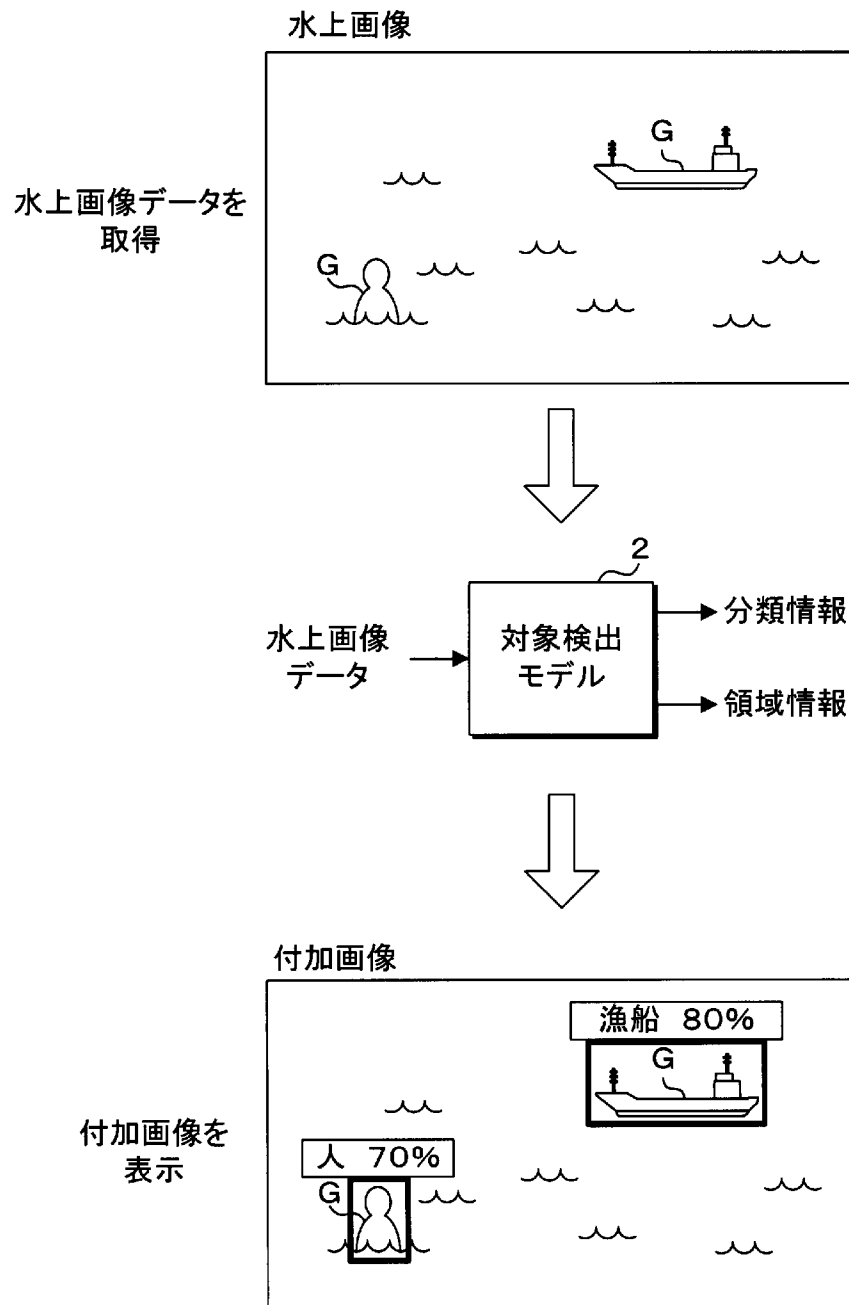 水上画像
G
水上画像データを
取得
G
2
水上画像
データ
対象検出
モデル
分類情報
領域情報
付加画像
漁船 80%
G
付加画像を
表示
人 70%
G